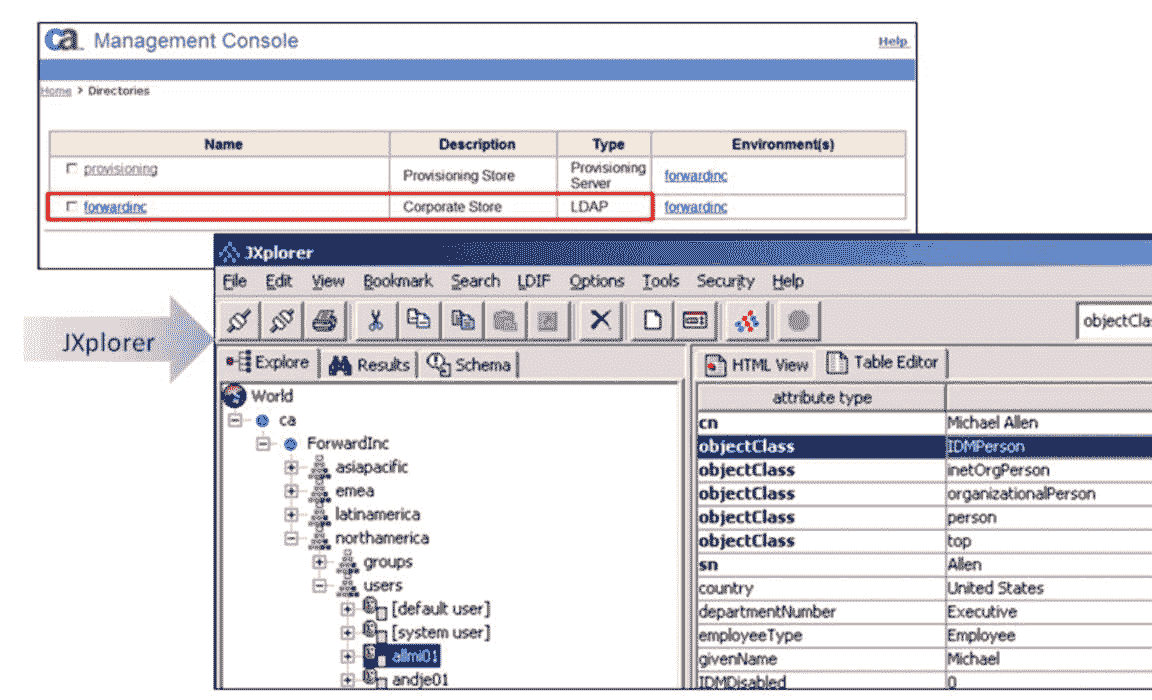 ca Management Console
Help
Home > Directories
Name Description Type Environment(s)
provisioning Provisioning Store Provisioning Server forwardinc
forwardinc Corporate Store LDAP forwardinc
JXplorer
File Edit View Bookmark Search LDIF Options Tools Security Help
objectCla
JXplorer
Explore Results Schema
HTML View Table Editor
World
ca
ForwardInc
asiapacific
emea
latinamerica
northamerica
groups
users
[default user]
[system user]
allmi01
andje01
attribute type
cn Michael Allen
objectClass IDMPerson
objectClass inetOrgPerson
objectClass organizationalPerson
objectClass person
objectClass top
sn Allen
country United States
departmentNumber Executive
employeeType Employee
givenName Michael
IDMDisabled 0